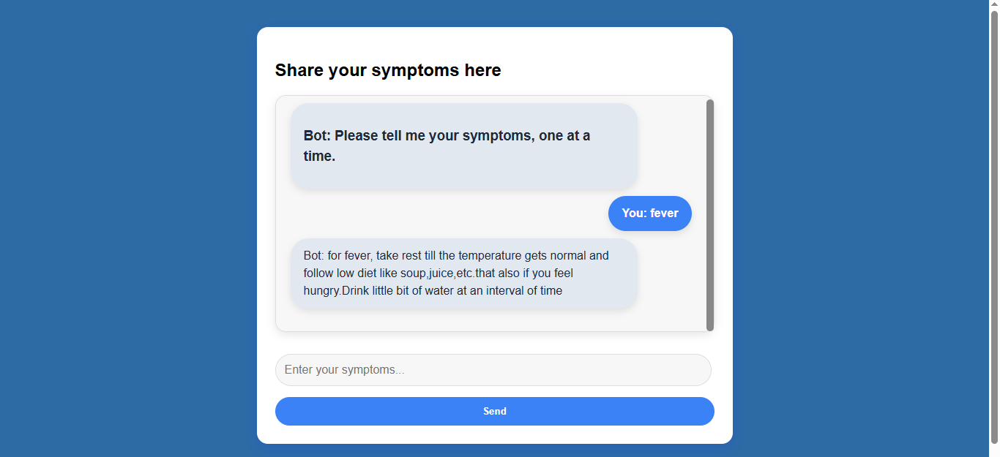 Share your symptoms here
Bot: Please tell me your symptoms, one at a
time.
You: fever
Bot: for fever, take rest till the temperature gets normal and
follow low diet like soup,juice,etc.that also if you feel
hungry.Drink little bit of water at an interval of time
Enter your symptoms...
Send